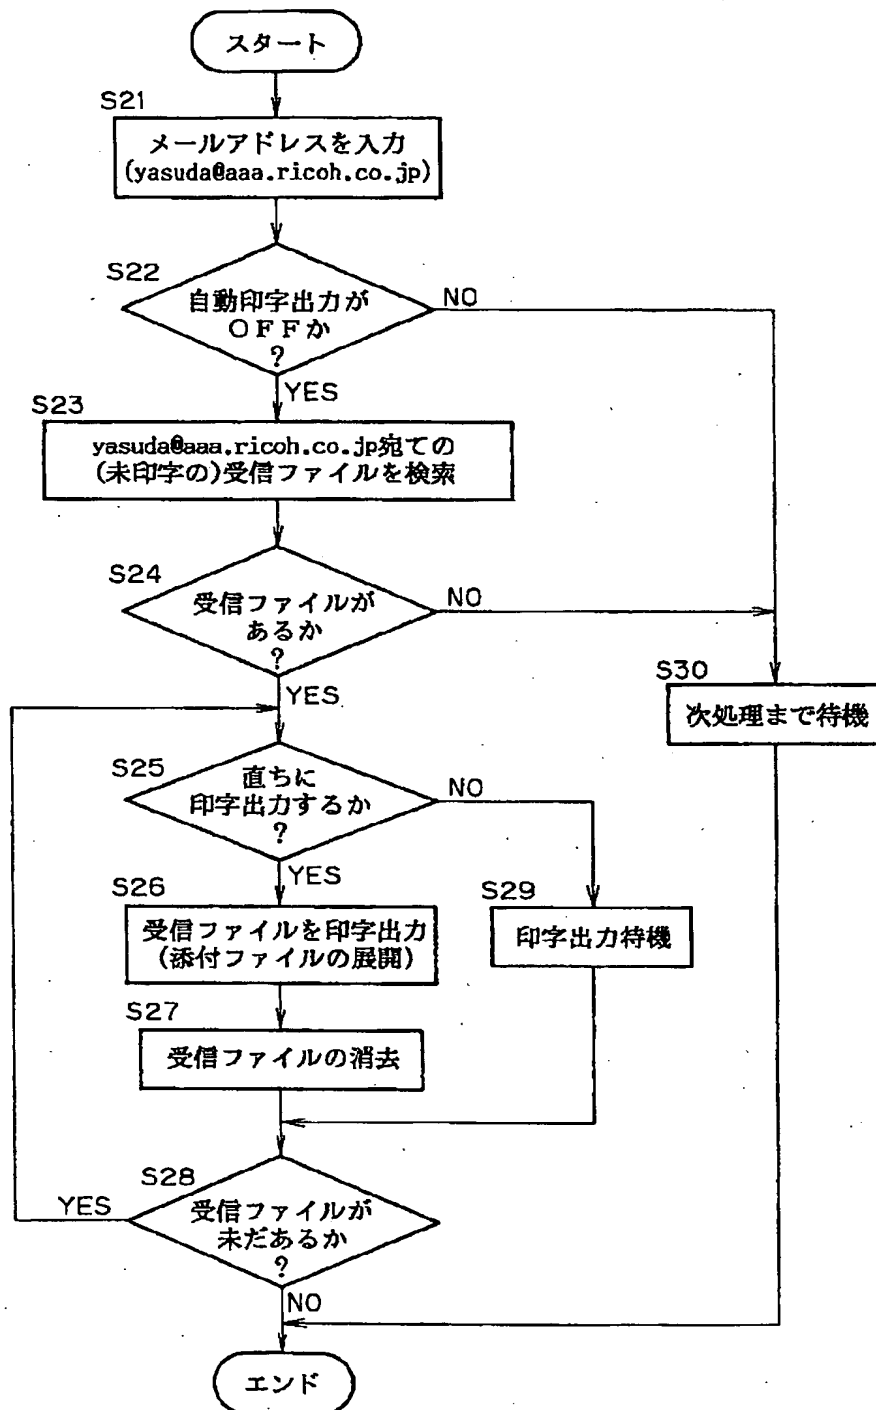 スタート
S21
メールアドレスを入力
(yasuda@aaa.ricoh.co.jp)
S22
自動印字出力が
OFFか
?
NO
YES
S23
yasuda@aaa.ricoh.co.jp宛ての
(未印字の)受信ファイルを検索
S24
受信ファイルが
あるか
?
NO
YES
S30
次処理まで待機
S25
直ちに
印字出力するか
?
NO
YES
S26
受信ファイルを印字出力
(添付ファイルの展開)
S29
印字出力待機
S27
受信ファイルの消去
S28
受信ファイルが
未だあるか
?
YES
NO
エンド